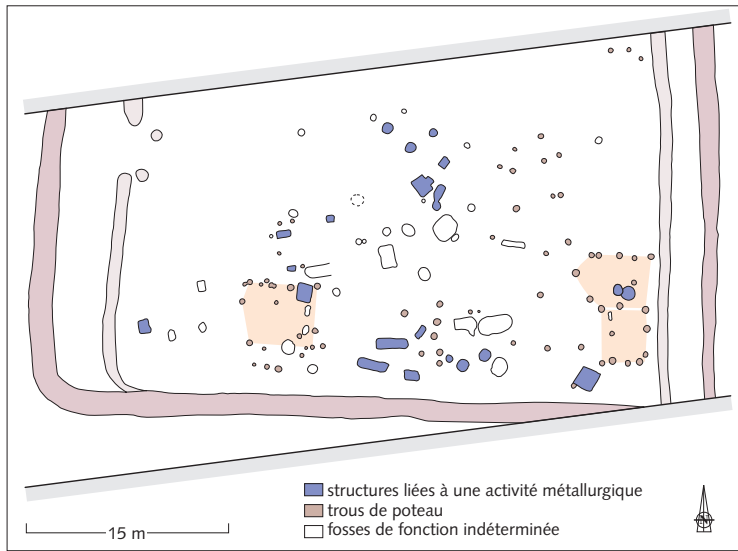 structures liées à une activité métallurgique
trous de poteau
fosses de fonction indéterminée
15 m